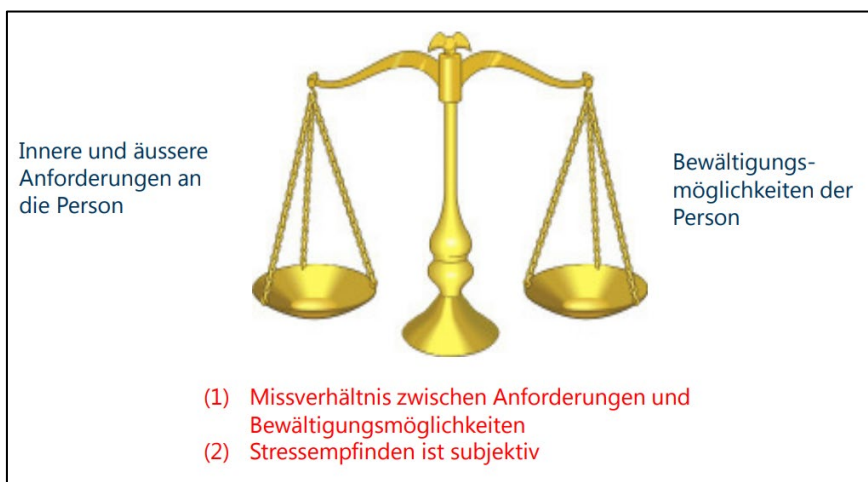 Innere und äussere
Anforderungen an
die Person
Bewältigungs-
möglichkeiten der
Person
(1) Missverhältnis zwischen Anforderungen und
Bewältigungsmöglichkeiten
(2) Stressempfinden ist subjektiv